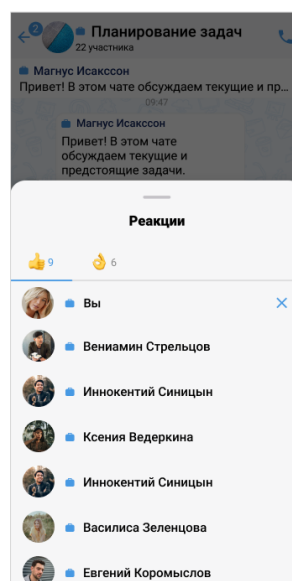 2
Планирование задач
22 участника
Магнус Исакссон
Привет! В этом чате обсуждаем текущие и пр...
09:47
Магнус Исакссон
Привет! В этом чате
обсуждаем текущие и
предстоящие задачи.
Реакции
👍 9 👌 6
Вы
Вениамин Стрельцов
Иннокентий Синицын
Ксения Ведеркина
Иннокентий Синицын
Василиса Зеленцова
Евгений Коромыслов